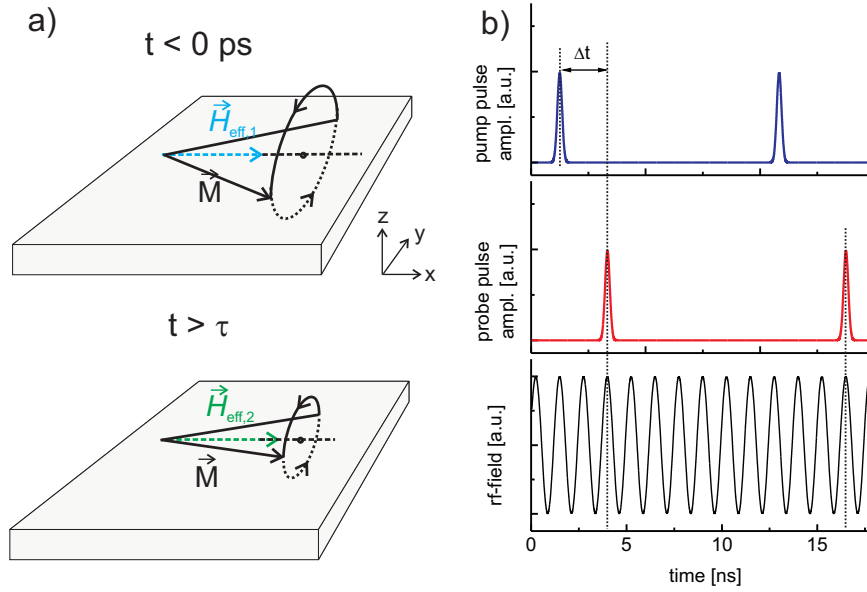 a)
t < 0 ps
H⃗eff,1
M⃗
z
y
x
t > τ
H⃗eff,2
M⃗
b)
Δt
pump pulse
ampl. [a.u.]
probe pulse
ampl. [a.u.]
rf-field [a.u.]
0 5 10 15
time [ns]